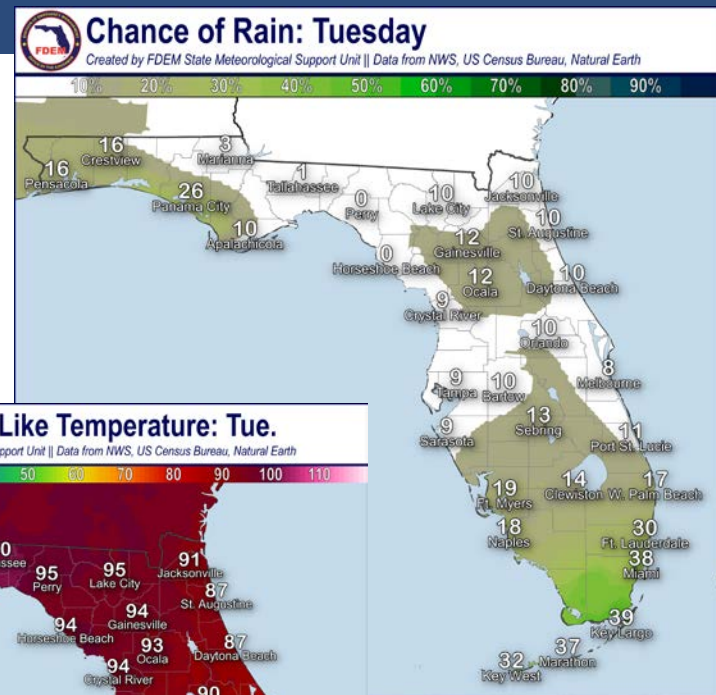 FDEM
Chance of Rain: Tuesday
Created by FDEM State Meteorological Support Unit || Data from NWS, US Census Bureau, Natural Earth
10% 20% 30% 40% 50% 60% 70% 80% 90%
16
Crestview
3
Marianna
16
Pensacola
1
Tallahassee
26
Panama City
0
Perry
10
Lake City
10
Jacksonville
10
Apalachicola
10
St. Augustine
12
Gainesville
0
Horseshoe Beach
12
Ocala
10
Daytona Beach
9
Crystal River
10
Orlando
8
Melbourne
9
Tampa
10
Bartow
13
Sebring
9
Sarasota
11
Port St. Lucie
19
Ft. Myers
14
Clewiston
17
W. Palm Beach
18
Naples
30
Ft. Lauderdale
38
Miami
39
Key Largo
37
Marathon
32
Key West
Like Temperature: Tue.
pport Unit || Data from NWS, US Census Bureau, Natural Earth
50 60 70 80 90 100 110
0
ssee
95
Perry
95
Lake City
91
Jacksonville
87
St. Augustine
94
Gainesville
94
Horseshoe Beach
93
Ocala
87
Daytona Beach
94
Crystal River
90